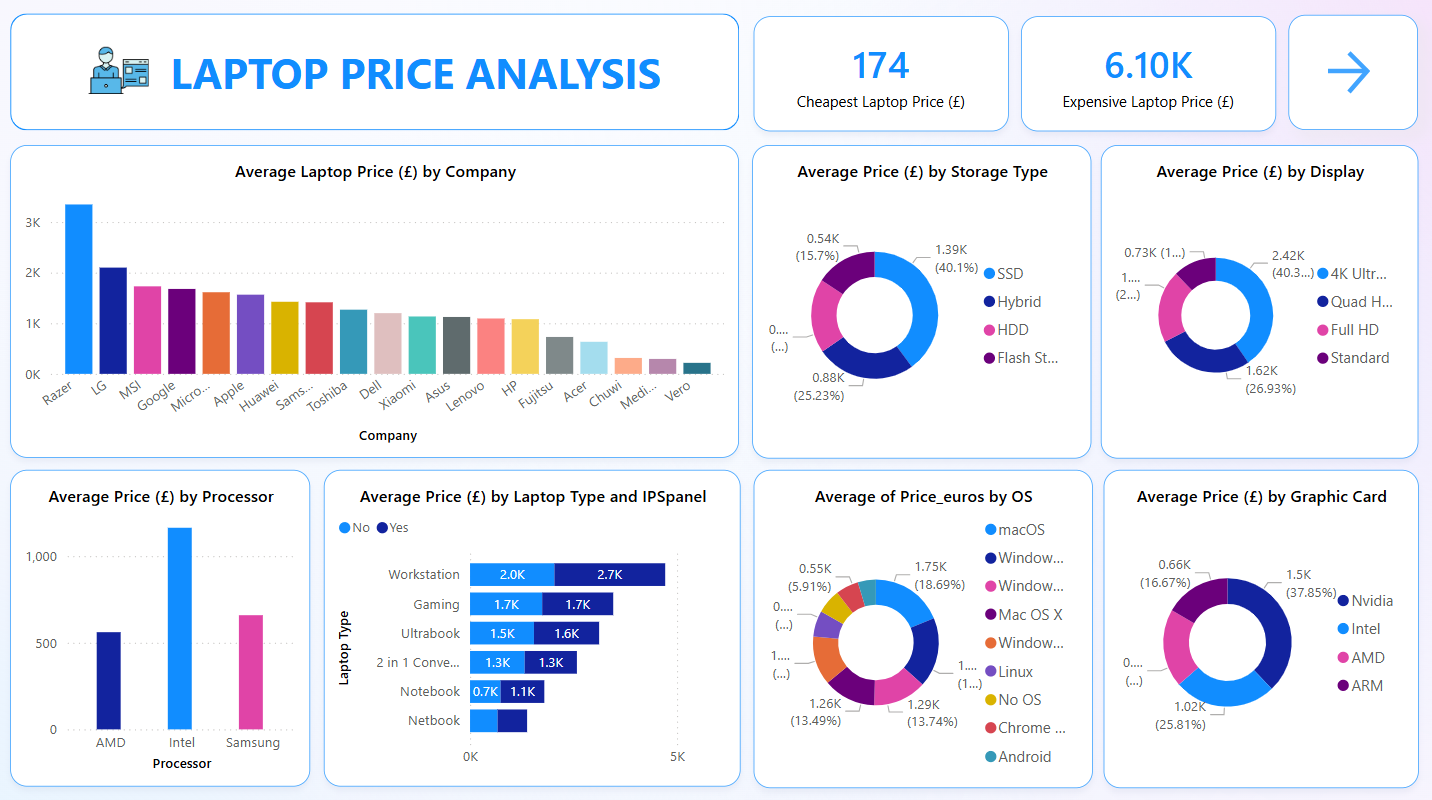 LAPTOP PRICE ANALYSIS
174
Cheapest Laptop Price (£)
6.10K
Expensive Laptop Price (£)
Average Laptop Price (£) by Company
3K
2K
1K
0K
Razer
LG
MSI
Google
Micro...
Apple
Huawei
Sams...
Toshiba
Dell
Xiaomi
Asus
Lenovo
HP
Fujitsu
Acer
Chuwi
Medi...
Vero
Company
Average Price (£) by Storage Type
0.54K
(15.7%)
1.39K
(40.1%)
0....
(...)
0.88K
(25.23%)
SSD
Hybrid
HDD
Flash St...
Average Price (£) by Display
0.73K (1...)
2.42K
(40.3...)
1....
(2...)
1.62K
(26.93%)
4K Ultr...
Quad H...
Full HD
Standard
Average Price (£) by Processor
1,000
500
0
AMD
Intel
Samsung
Processor
Average Price (£) by Laptop Type and IPSpanel
No
Yes
Laptop Type
Workstation
2.0K
2.7K
Gaming
1.7K
1.7K
Ultrabook
1.5K
1.6K
2 in 1 Conve...
1.3K
1.3K
Notebook
0.7K
1.1K
Netbook
0K
5K
Average of Price_euros by OS
0.55K
(5.91%)
1.75K
(18.69%)
0....
(...)
1....
(...)
1....
(1...)
1.26K
(13.49%)
1.29K
(13.74%)
macOS
Window...
Window...
Mac OS X
Window...
Linux
No OS
Chrome ...
Android
Average Price (£) by Graphic Card
0.66K
(16.67%)
1.5K
(37.85%)
0....
(...)
1.02K
(25.81%)
Nvidia
Intel
AMD
ARM